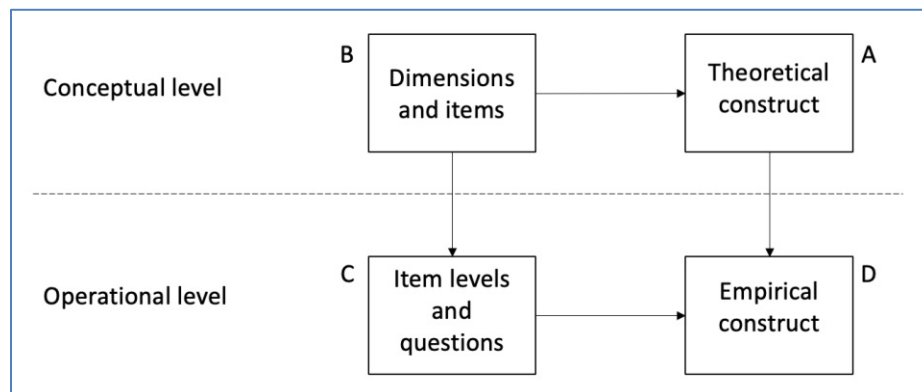 Conceptual level
B
Dimensions
and items
Theoretical
construct
A
Operational level
C
Item levels
and
questions
Empirical
construct
D